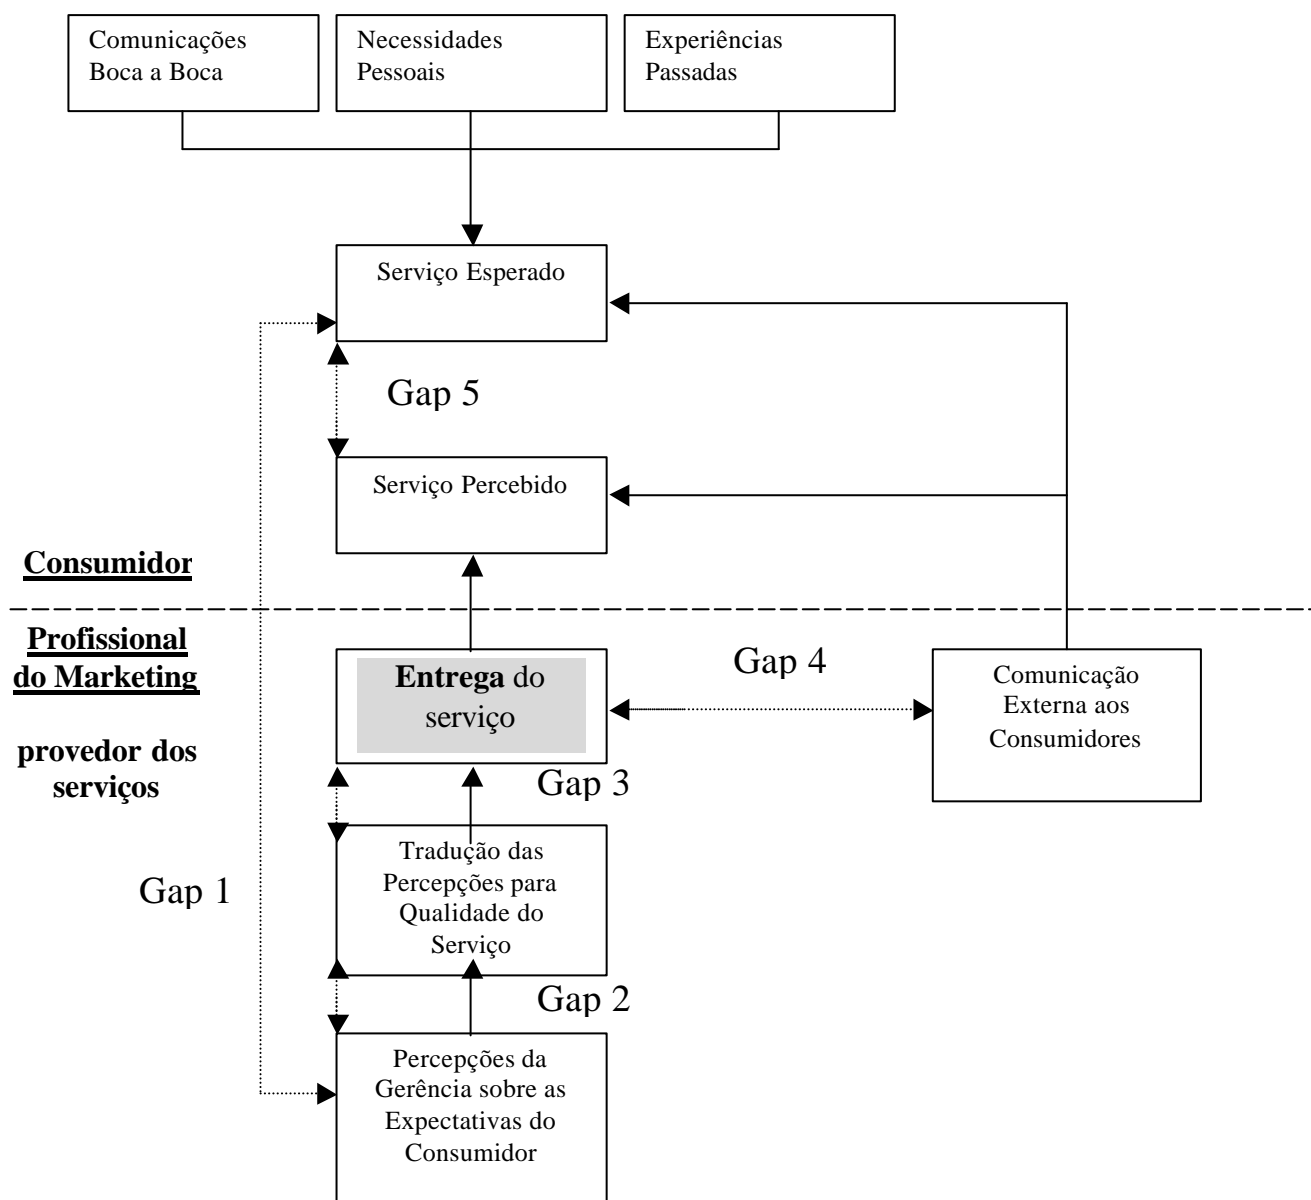 Comunicações
Boca a Boca
Necessidades
Pessoais
Experiências
Passadas
Serviço Esperado
Gap 5
Serviço Percebido
Consumidor
Profissional
do Marketing
provedor dos
serviços
Entrega do
serviço
Gap 4
Comunicação
Externa aos
Consumidores
Gap 3
Tradução das
Percepções para
Qualidade do
Serviço
Gap 1
Gap 2
Percepções da
Gerência sobre as
Expectativas do
Consumidor